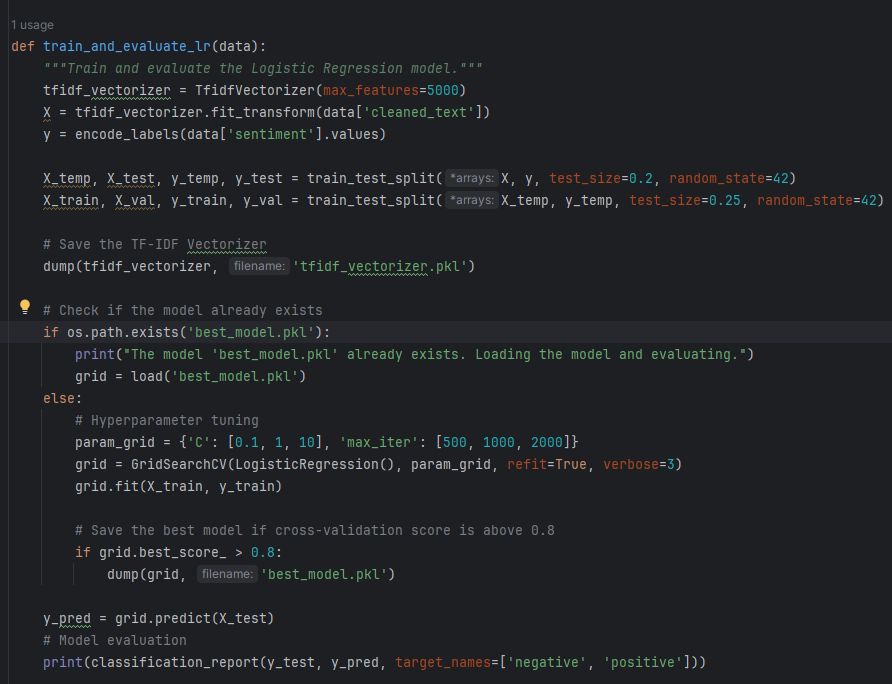 1 usage
def train_and_evaluate_lr(data):
    """Train and evaluate the Logistic Regression model."""
    tfidf_vectorizer = TfidfVectorizer(max_features=5000)
    X = tfidf_vectorizer.fit_transform(data['cleaned_text'])
    y = encode_labels(data['sentiment'].values)
    X_temp, X_test, y_temp, y_test = train_test_split( *arrays: X, y, test_size=0.2, random_state=42)
    X_train, X_val, y_train, y_val = train_test_split( *arrays: X_temp, y_temp, test_size=0.25, random_state=42)
    # Save the TF-IDF Vectorizer
    dump(tfidf_vectorizer, filename: 'tfidf_vectorizer.pkl')
    # Check if the model already exists
    if os.path.exists('best_model.pkl'):
        print("The model 'best_model.pkl' already exists. Loading the model and evaluating.")
        grid = load('best_model.pkl')
    else:
        # Hyperparameter tuning
        param_grid = {'C': [0.1, 1, 10], 'max_iter': [500, 1000, 2000]}
        grid = GridSearchCV(LogisticRegression(), param_grid, refit=True, verbose=3)
        grid.fit(X_train, y_train)
        # Save the best model if cross-validation score is above 0.8
        if grid.best_score_ > 0.8:
            dump(grid, filename: 'best_model.pkl')
    y_pred = grid.predict(X_test)
    # Model evaluation
    print(classification_report(y_test, y_pred, target_names=['negative', 'positive']))